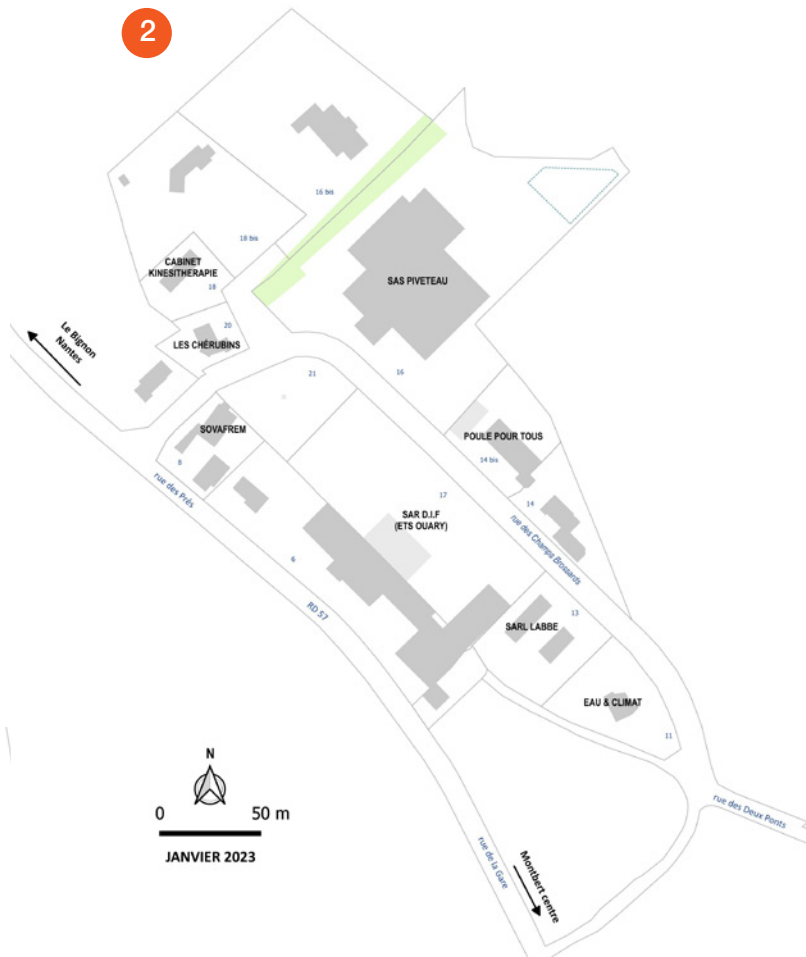 2
16 bis
18 bis
CABINET
KINESITHERAPIE
18
SAS PIVETEAU
20
LES CHÉRUBINS
Le Bignon
Nantes
21
16
SOVAFREM
8
rue des Prés
POULE POUR TOUS
14 bis
14
17
SAR D.I.F
(ETS OUARY)
rue des Champs Brossards
6
RD 57
13
SARL LABBE
EAU & CLIMAT
11
N
0 50 m
JANVIER 2023
rue des Deux Ponts
rue de la Gare
Montbert centre